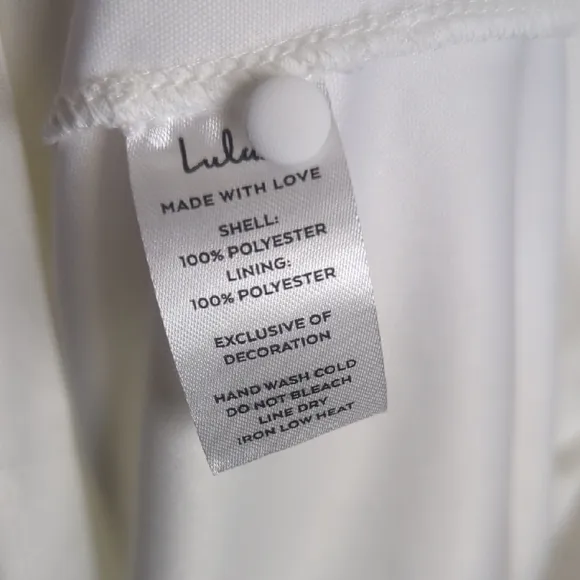 MADE WITH LOVE
SHELL:
100% POLYESTER
LINING:
100% POLYESTER
EXCLUSIVE OF
DECORATION
HAND WASH COLD
DO NOT BLEACH
LINE DRY
IRON LOW HEAT